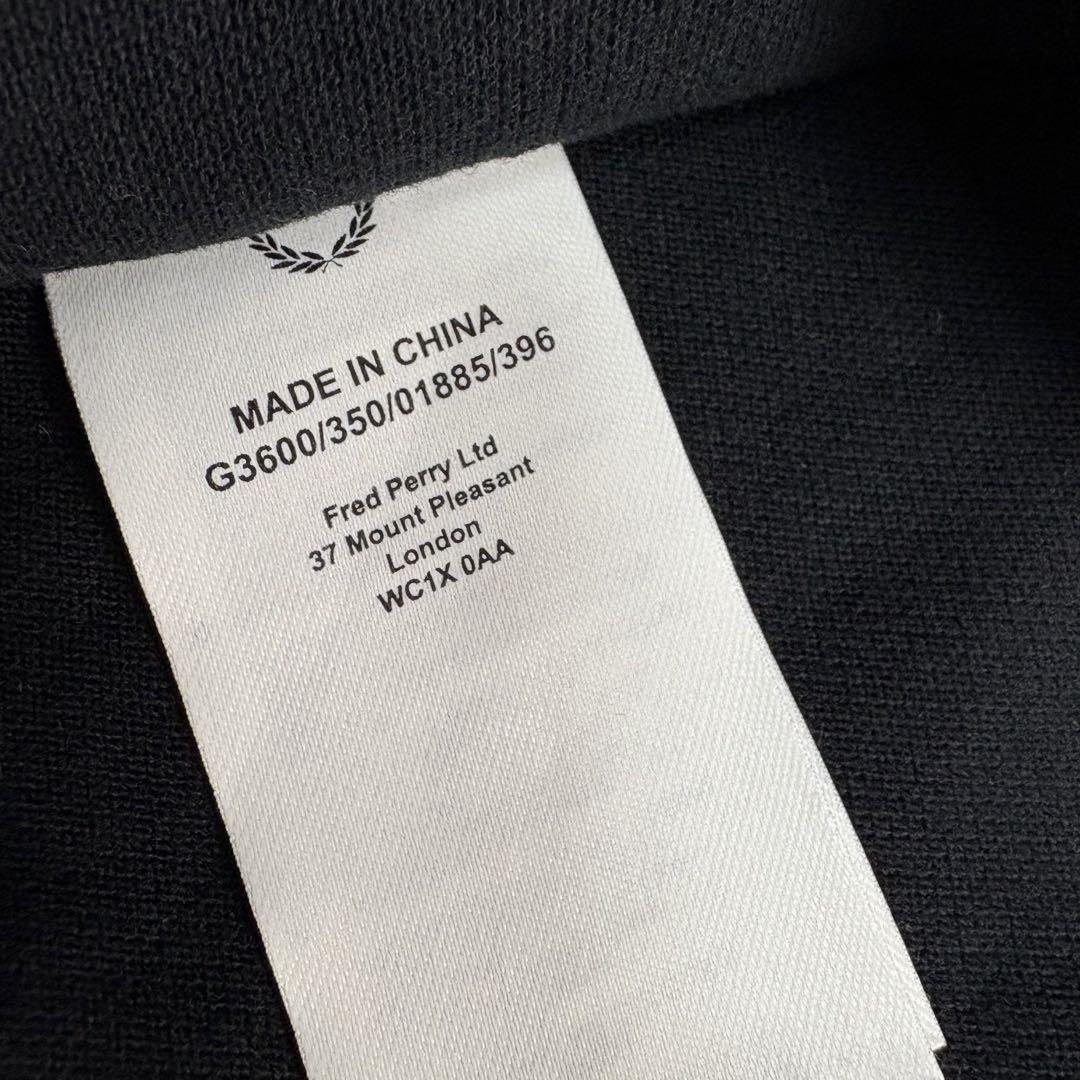 MADE IN CHINA
G3600/350/01885/396
Fred Perry Ltd
37 Mount Pleasant
London
WC1X 0AA